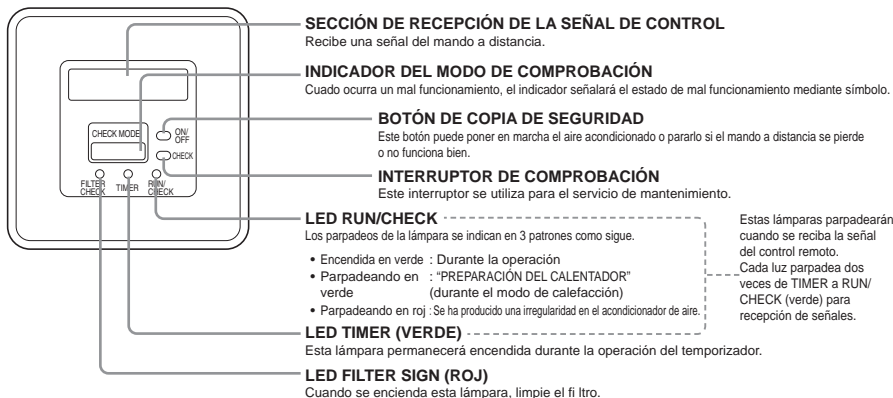 SECCIÓN DE RECEPCIÓN DE LA SEÑAL DE CONTROL
Recibe una señal del mando a distancia.
INDICADOR DEL MODO DE COMPROBACIÓN
Cuado ocurra un mal funcionamiento, el indicador señalará el estado de mal funcionamiento mediante símbolo.
BOTÓN DE COPIA DE SEGURIDAD
Este botón puede poner en marcha el aire acondicionado o pararlo si el mando a distancia se pierde
o no funciona bien.
INTERRUPTOR DE COMPROBACIÓN
Este interruptor se utiliza para el servicio de mantenimiento.
CHECK MODE
ON/
OFF
CHECK
FILTER
CHECK
TIMER
RUN/
CHECK
LED RUN/CHECK
Los parpadeos de la lámpara se indican en 3 patrones como sigue.
• Encendida en verde : Durante la operación
• Parpadeando en : “PREPARACIÓN DEL CALENTADOR”
verde (durante el modo de calefacción)
• Parpadeando en roj : Se ha producido una irregularidad en el acondicionador de aire.
Estas lámparas parpadearán
cuando se reciba la señal
del control remoto.
Cada luz parpadea dos
veces de TIMER a RUN/
CHECK (verde) para
recepción de señales.
LED TIMER (VERDE)
Esta lámpara permanecerá encendida durante la operación del temporizador.
LED FILTER SIGN (ROJ)
Cuando se encienda esta lámpara, limpie el fi ltro.